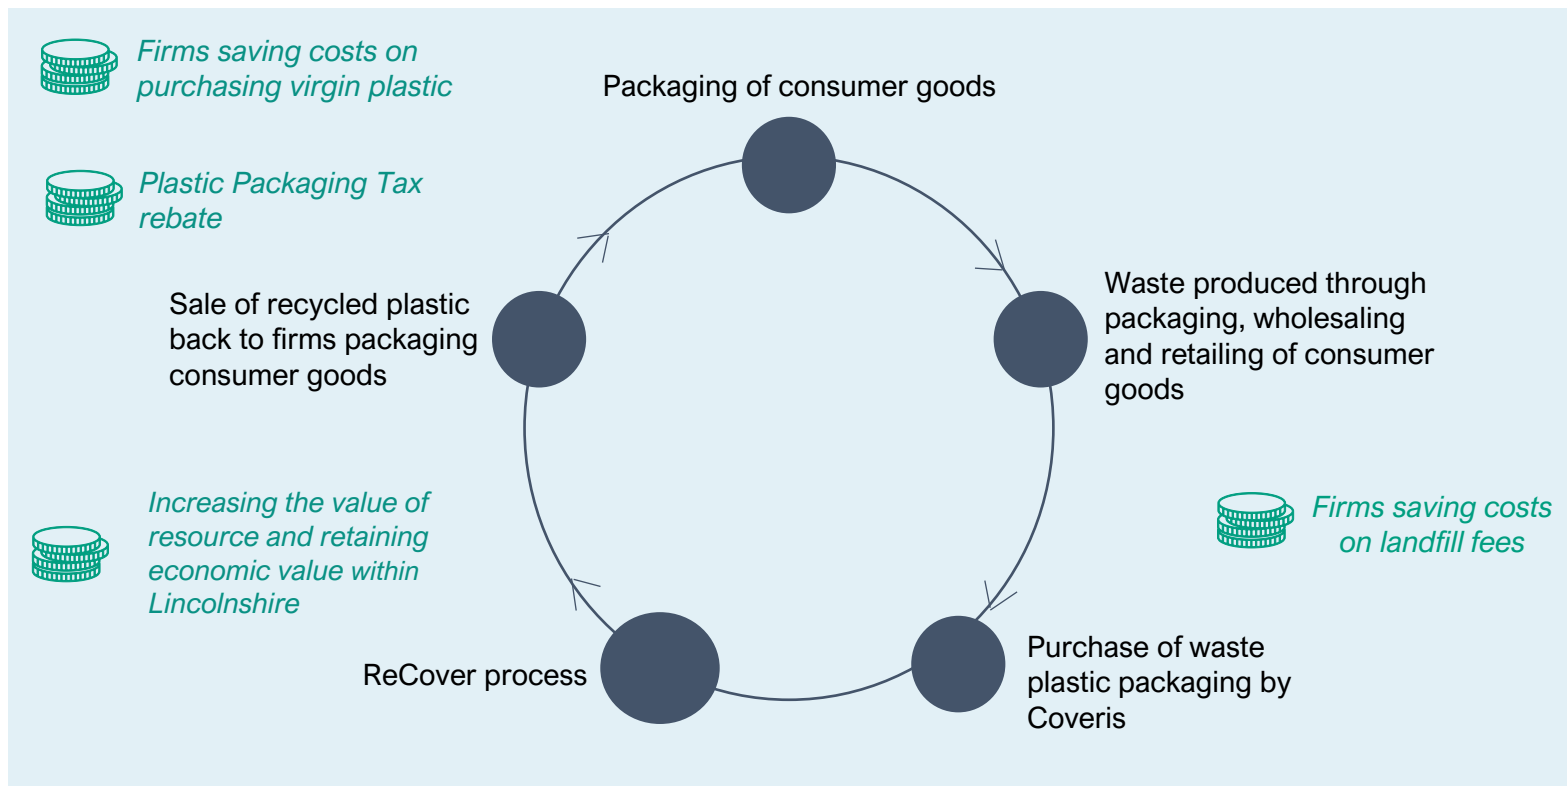 Firms saving costs on
purchasing virgin plastic
Packaging of consumer goods
Plastic Packaging Tax
rebate
Sale of recycled plastic
back to firms packaging
consumer goods
Waste produced through
packaging, wholesaling
and retailing of consumer
goods
Increasing the value of
resource and retaining
economic value within
Lincolnshire
Firms saving costs
on landfill fees
ReCover process
Purchase of waste
plastic packaging by
Coveris